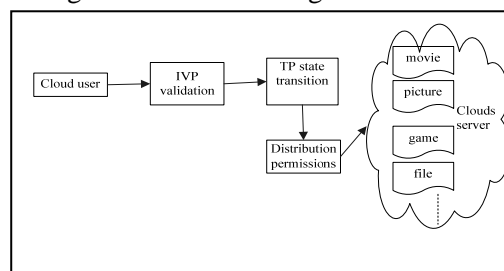 Cloud user
IVP
validation
TP state
transition
Distribution
permissions
movie
picture
Clouds
server
game
file